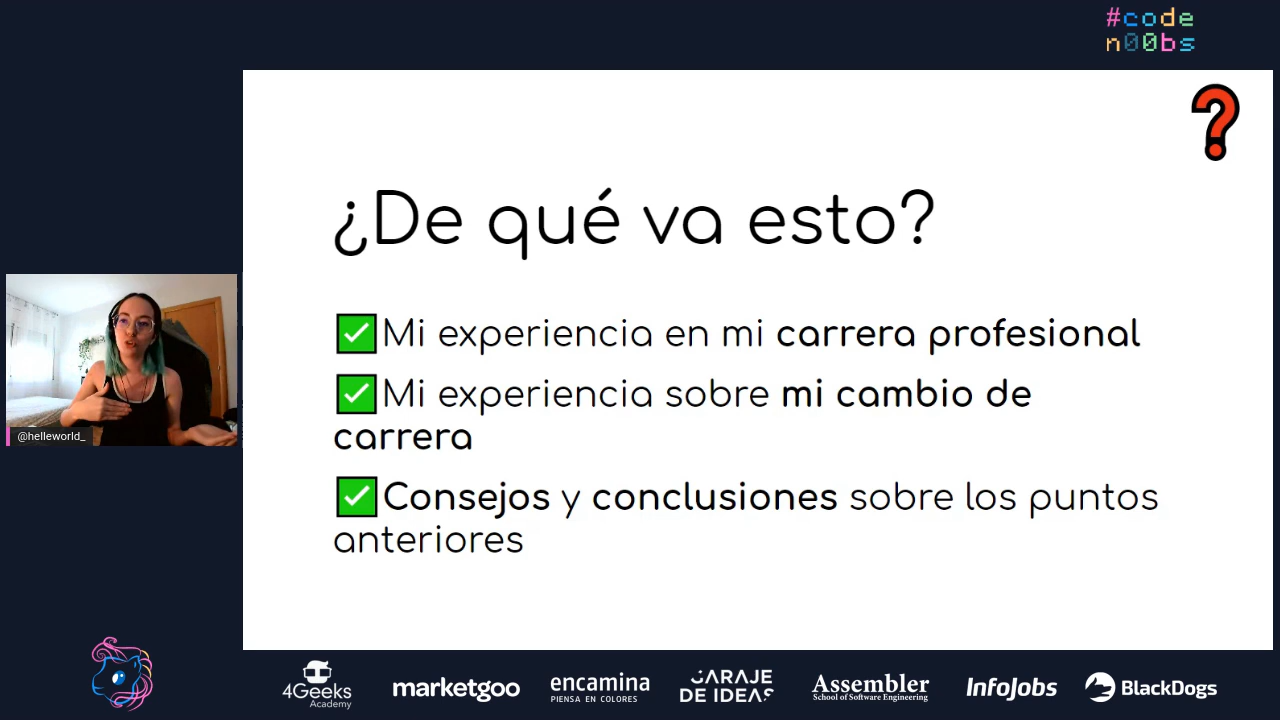 #code
n00bs
¿De qué va esto?
✅Mi experiencia en mi carrera profesional
✅Mi experiencia sobre mi cambio de
carrera
✅Consejos y conclusiones sobre los puntos
anteriores
@helleworld_
4Geeks
Academy
marketgoo
encamina
PIENSA EN COLORES
GARAJE
DE IDEAS
Assembler
School of Software Engineering
InfoJobs
BlackDogs